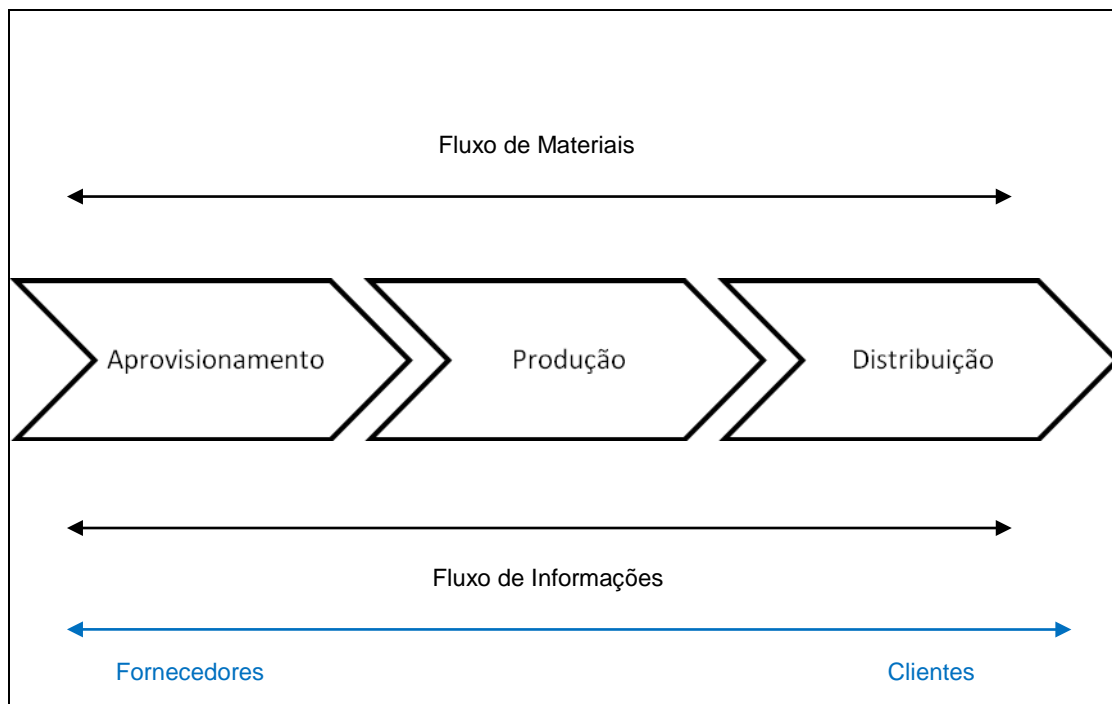 Fluxo de Materiais
Aprovisionamento
Produção
Distribuição
Fluxo de Informações
Fornecedores
Clientes